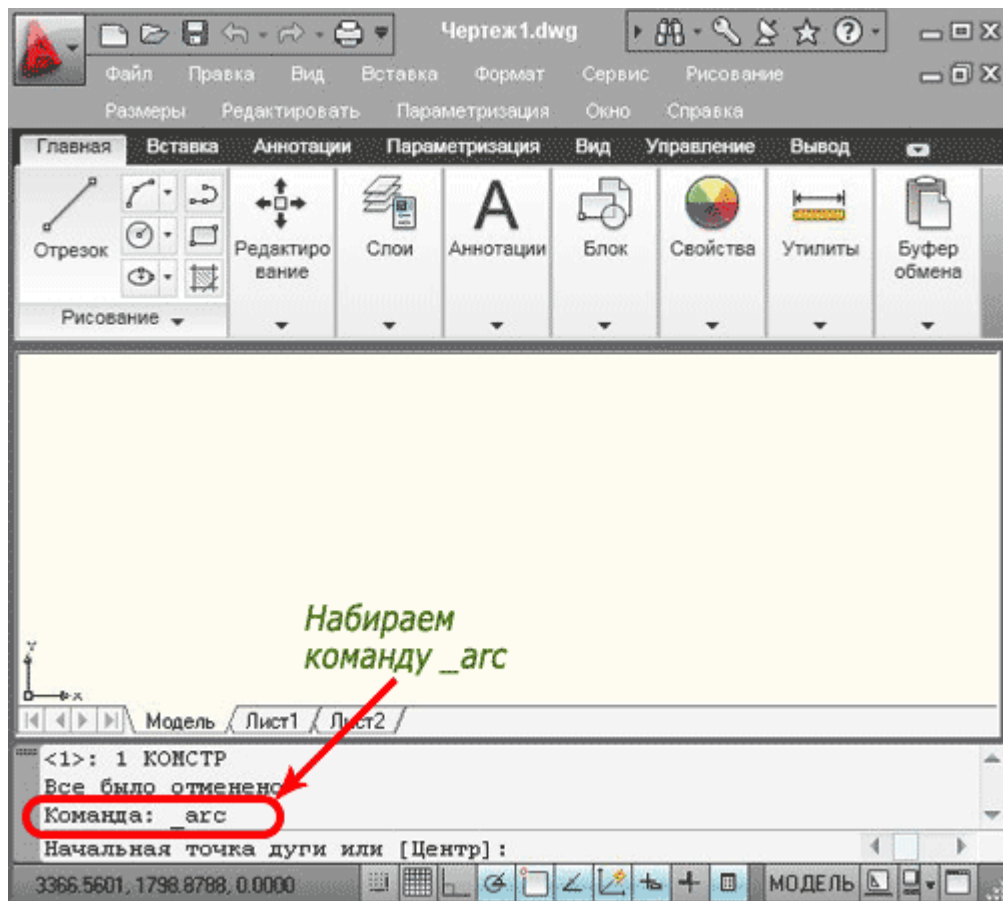 Чертеж1.dwg
Файл Правка Вид Вставка Формат Сервис Рисование
Размеры Редактировать Параметризация Окно Справка
Главная Вставка Аннотации Параметризация Вид Управление Вывод
Отрезок
Редактиро
вание
Слои
A
Аннотации
Блок
Свойства
Утилиты
Буфер
обмена
Рисование
Набираем
команду _arc
Y
X
Модель Лист1 Лист2
<1>: 1 КОМСТР
Все было отменено
Команда: _arc
Начальная точка дуги или [Центр]:
3366.5601, 1798.8788, 0.0000 МОДЕЛЬ